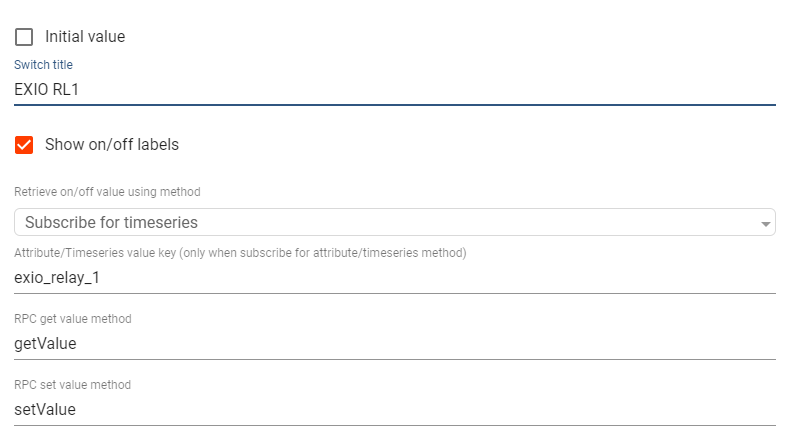 Initial value
Switch title
EXIO RL1
Show on/off labels
Retrieve on/off value using method
Subscribe for timeseries
Attribute/Timeseries value key (only when subscribe for attribute/timeseries method)
exio_relay_1
RPC get value method
getValue
RPC set value method
setValue